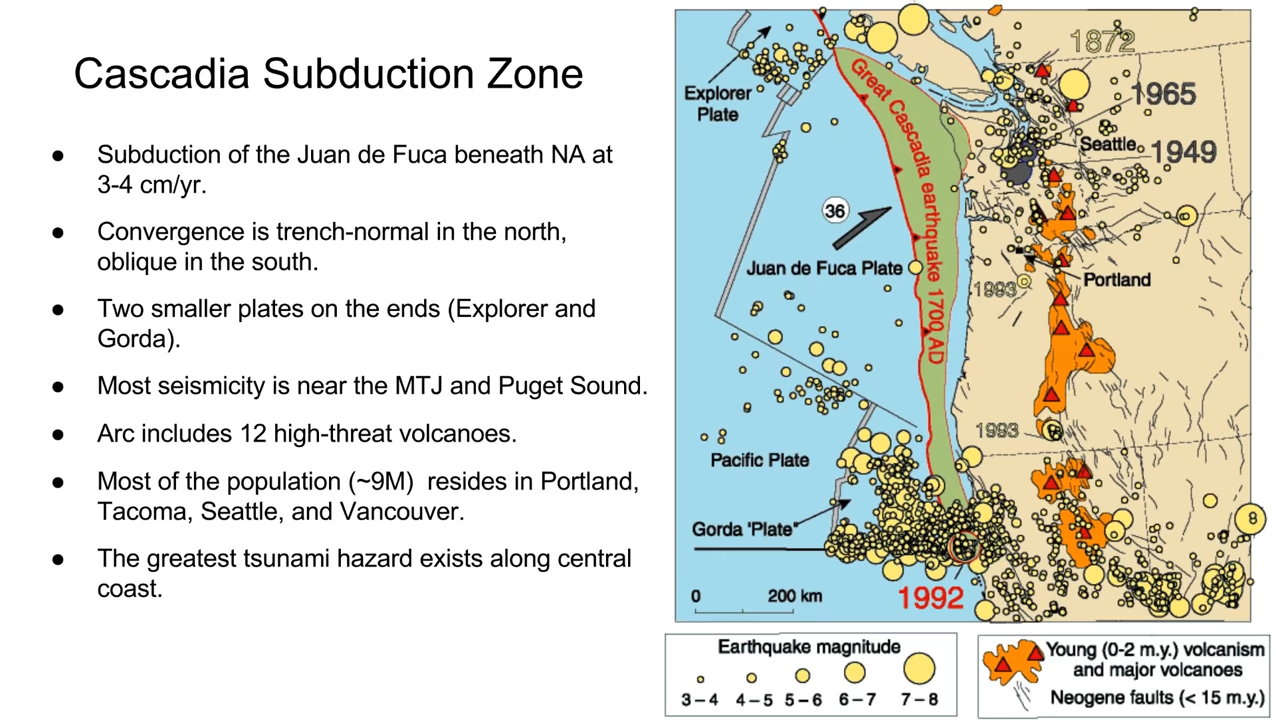 Cascadia Subduction Zone
● Subduction of the Juan de Fuca beneath NA at
3-4 cm/yr.
● Convergence is trench-normal in the north,
oblique in the south.
● Two smaller plates on the ends (Explorer and
Gorda).
● Most seismicity is near the MTJ and Puget Sound.
● Arc includes 12 high-threat volcanoes.
● Most of the population (~9M)  resides in Portland,
Tacoma, Seattle, and Vancouver.
● The greatest tsunami hazard exists along central
coast.
1872
Explorer
Plate
1965
Seattle
1949
Great Cascadia earthquake 1700 AD
36
Juan de Fuca Plate
Portland
1993
1993
Pacific Plate
Gorda 'Plate'
8
0 200 km
1992
Earthquake magnitude
3–4 4–5 5–6 6–7 7–8
Young (0-2 m.y.) volcanism
and major volcanoes
Neogene faults (< 15 m.y.)